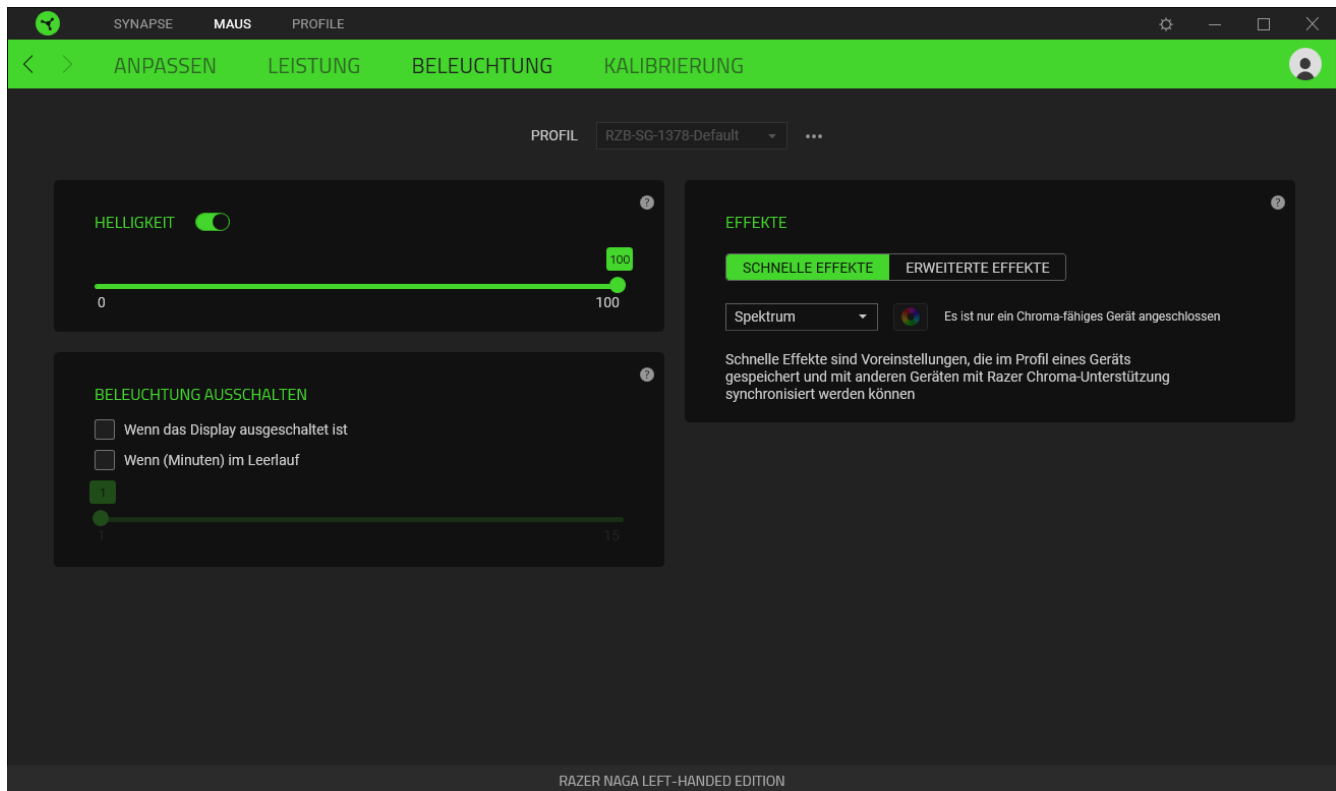 SYNAPSE MAUS PROFILE
ANPASSEN LEISTUNG BELEUCHTUNG KALIBRIERUNG
PROFIL RZB-SG-1378-Default
HELLIGKEIT
100
0 100
BELEUCHTUNG AUSSCHALTEN
Wenn das Display ausgeschaltet ist
Wenn (Minuten) im Leerlauf
1
1 15
EFFEKTE
SCHNELLE EFFEKTE ERWEITERTE EFFEKTE
Spektrum Es ist nur ein Chroma-fähiges Gerät angeschlossen
Schnelle Effekte sind Voreinstellungen, die im Profil eines Geräts
gespeichert und mit anderen Geräten mit Razer Chroma-Unterstützung
synchronisiert werden können
RAZER NAGA LEFT-HANDED EDITION